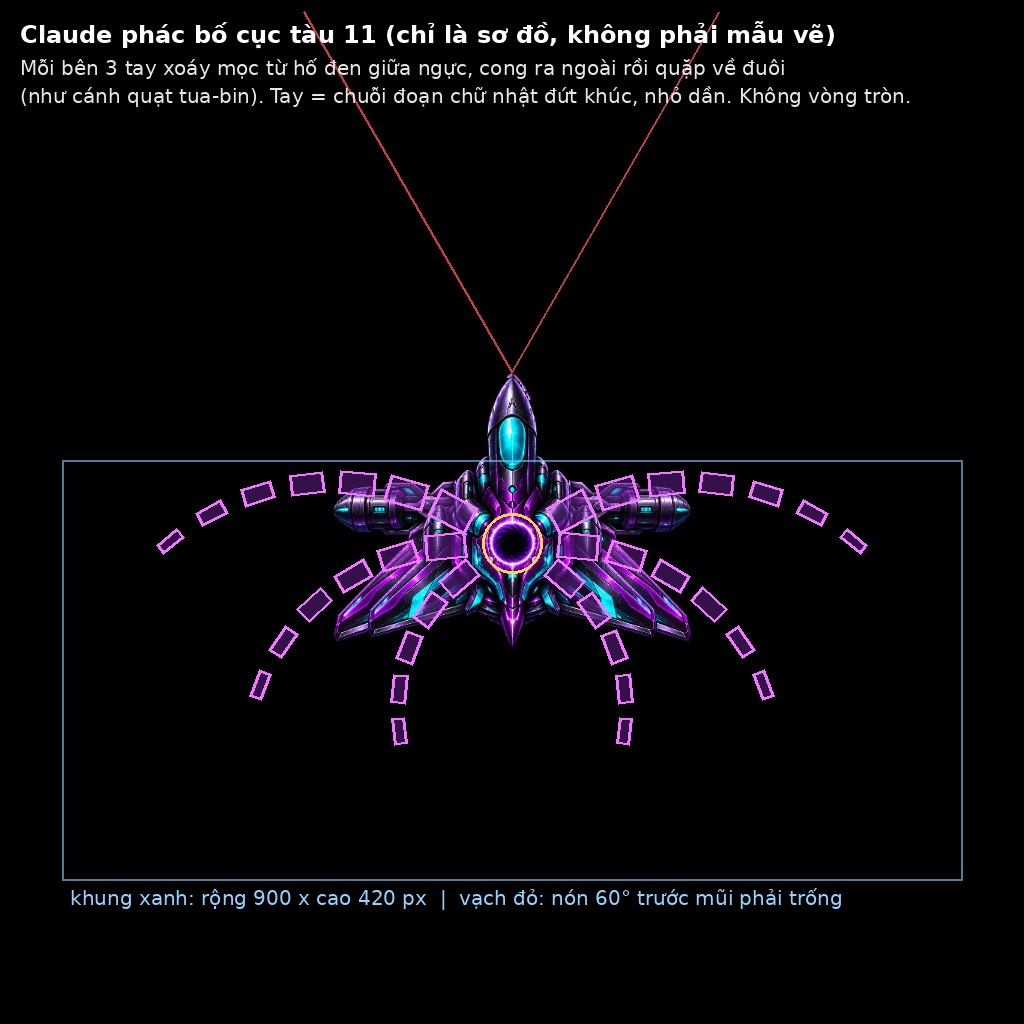 Claude phác bố cục tàu 11 (chỉ là sơ đồ, không phải mẫu vẽ)
Mỗi bên 3 tay xoáy mọc từ hố đen giữa ngực, cong ra ngoài rồi quặp về đuôi
(như cánh quạt tua-bin). Tay = chuỗi đoạn chữ nhật đứt khúc, nhỏ dần. Không vòng tròn.
khung xanh: rộng 900 x cao 420 px | vạch đỏ: nón 60° trước mũi phải trống